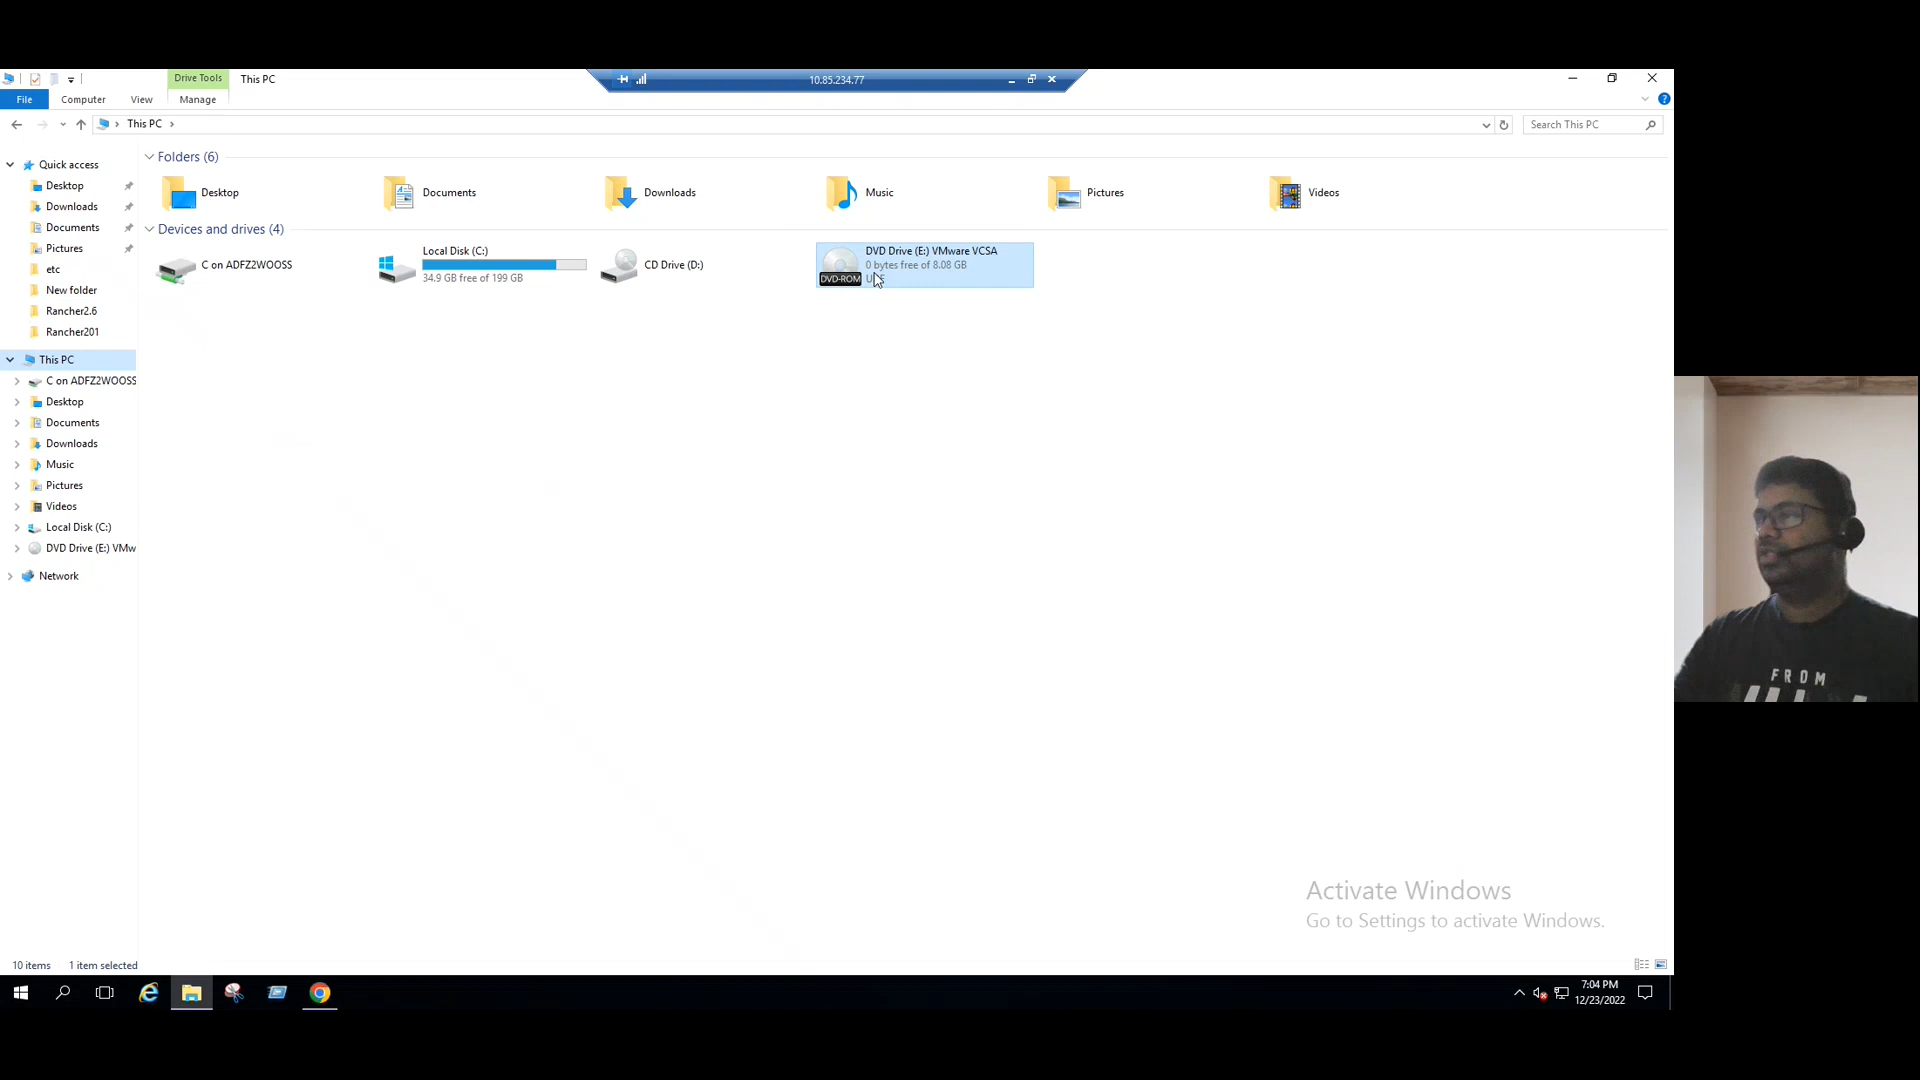 Drive Tools
This PC
10.85.234.77
File
Computer
View
Manage
This PC
Search This PC
Quick access
Desktop
Downloads
Documents
Pictures
etc
New folder
Rancher2.6
Rancher201
This PC
C on ADFZ2WOOSS
Desktop
Documents
Downloads
Music
Pictures
Videos
Local Disk (C:)
DVD Drive (E:) VMw
Network
Folders (6)
Desktop
Documents
Downloads
Music
Pictures
Videos
Devices and drives (4)
C on ADFZ2WOOSS
Local Disk (C:)
34.9 GB free of 199 GB
CD Drive (D:)
DVD-ROM
DVD Drive (E:) VMware VCSA
0 bytes free of 8.08 GB
Activate Windows
Go to Settings to activate Windows.
10 items
1 item selected
7:04 PM
12/23/2022
FROM